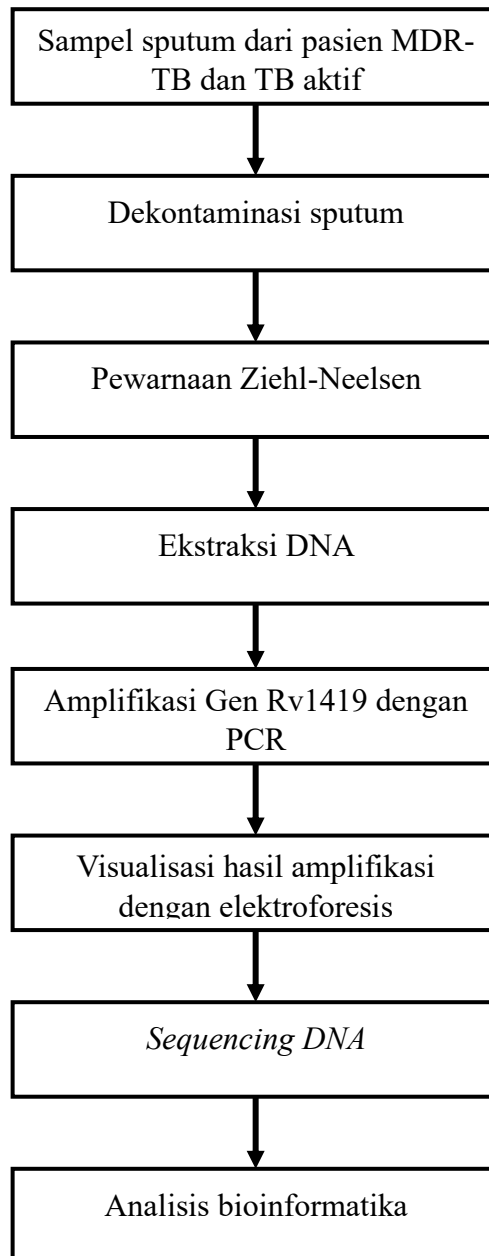 Sampel sputum dari pasien MDR-
TB dan TB aktif
Dekontaminasi sputum
Pewarnaan Ziehl-Neelsen
Ekstraksi DNA
Amplifikasi Gen Rv1419 dengan
PCR
Visualisasi hasil amplifikasi
dengan elektroforesis
Sequencing DNA
Analisis bioinformatika